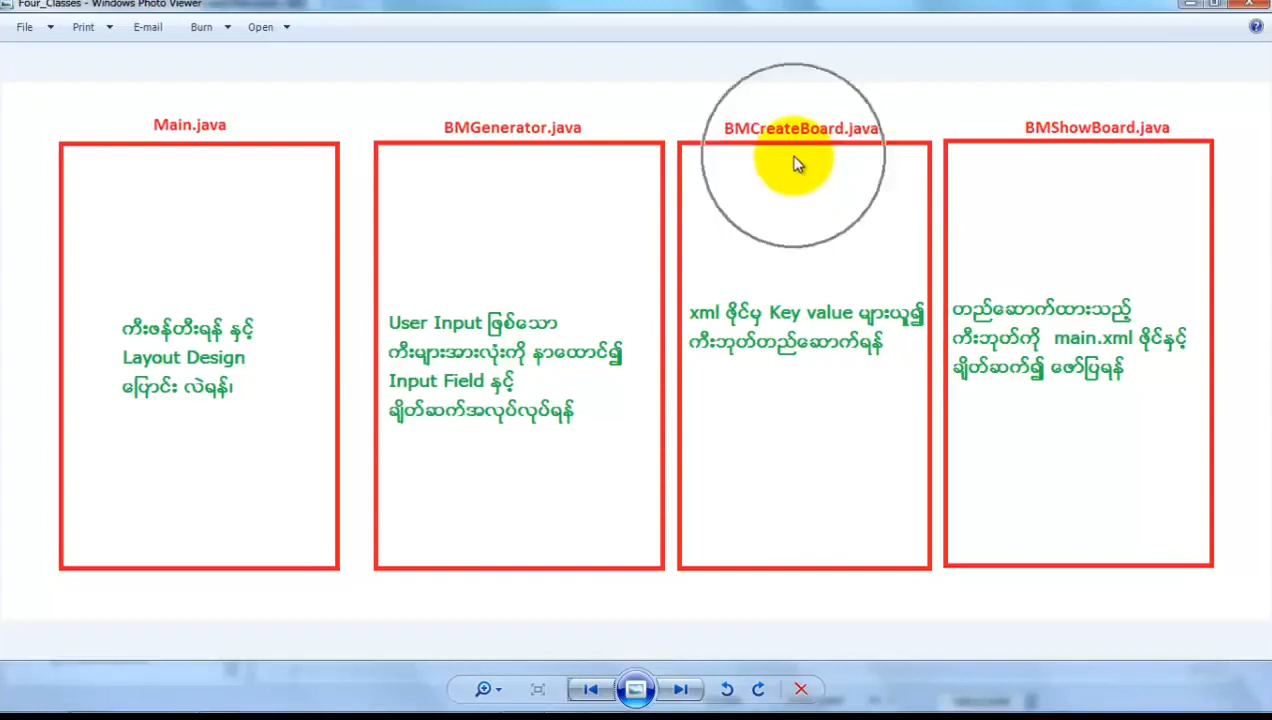 Four_Classes - Windows Photo Viewer
File Print E-mail Burn Open
Main.java
BMGenerator.java
BMCreateBoard.java
BMShowBoard.java
ကီးဖန်တီးရန် နှင့်
Layout Design
ပြောင်း လဲရန်၊
User Input ဖြစ်သော
ကီးများအားလုံးကို နာထောင်၍
Input Field နှင့်
ချိတ်ဆက်အလုပ်လုပ်ရန်
xml ဖိုင်မှ Key value များယူ၍
ကီးဘုတ်တည်ဆောက်ရန်
တည်ဆောက်ထားသည့်
ကီးဘုတ်ကို main.xml ဖိုင်နှင့်
ချိတ်ဆက်၍ ဖော်ပြရန်